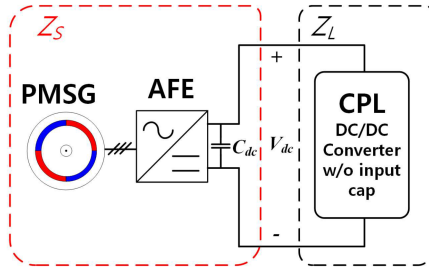 Z_S
Z_L
PMSG
AFE
C_dc
+
V_dc
-
CPL
DC/DC
Converter
w/o input
cap